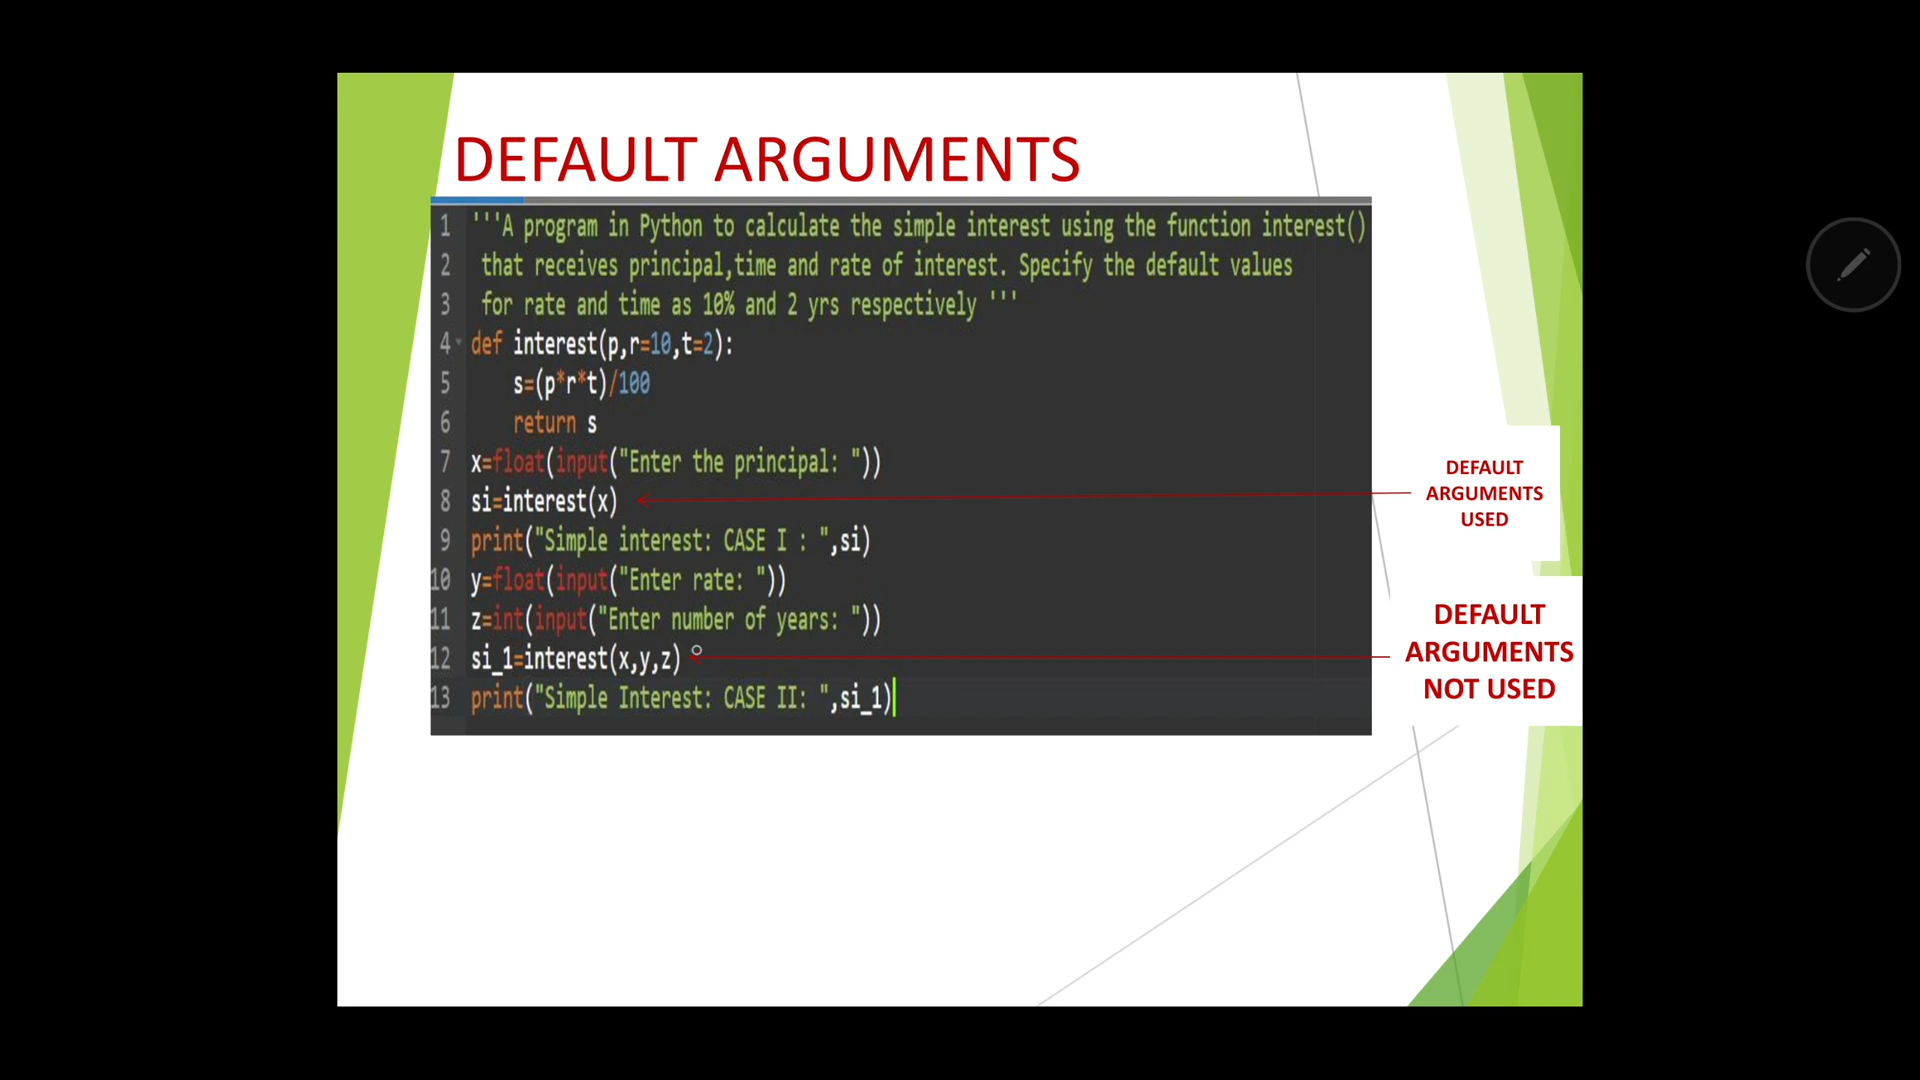 DEFAULT ARGUMENTS
1 '''A program in Python to calculate the simple interest using the function interest()
2 that receives principal,time and rate of interest. Specify the default values
3 for rate and time as 10% and 2 yrs respectively '''
4 def interest(p,r=10,t=2):
5 s=(p*r*t)/100
6 return s
7 x=float(input("Enter the principal: "))
8 si=interest(x)
9 print("Simple interest: CASE I : ",si)
10 y=float(input("Enter rate: "))
11 z=int(input("Enter number of years: "))
12 si_1=interest(x,y,z)
13 print("Simple Interest: CASE II: ",si_1)
DEFAULT
ARGUMENTS
USED
DEFAULT
ARGUMENTS
NOT USED